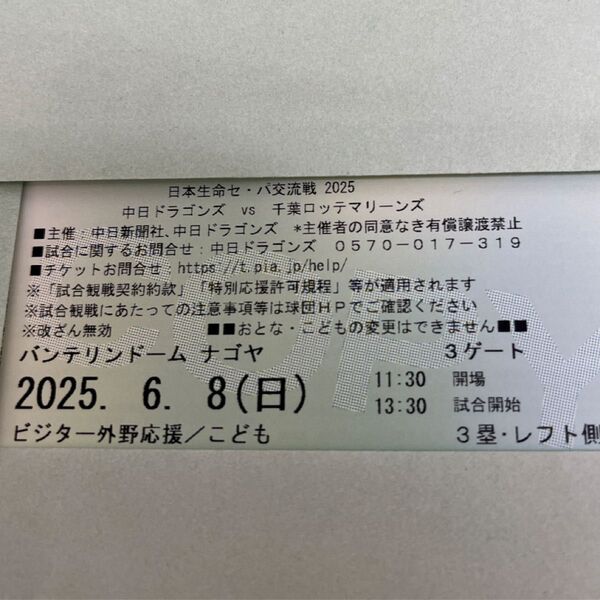 日本生命セ・パ交流戦 2025
中日ドラゴンズ vs 千葉ロッテマリーンズ
■主催：中日新聞社、中日ドラゴンズ *主催者の同意なき有償譲渡禁止
■試合に関するお問合せ：中日ドラゴンズ 0570-017-319
■チケットお問合せ：https://t.pia.jp/help/
※「試合観戦契約約款」「特別応援許可規程」等が適用されます
※試合観戦にあたっての注意事項等は球団HPでご確認ください
※改ざん無効 ■■おとな・こどもの変更はできません■■
バンテリンドーム ナゴヤ 3ゲート
2025. 6. 8(日) 11:30 開場
13:30 試合開始
ビジター外野応援／こども 3塁・レフト側